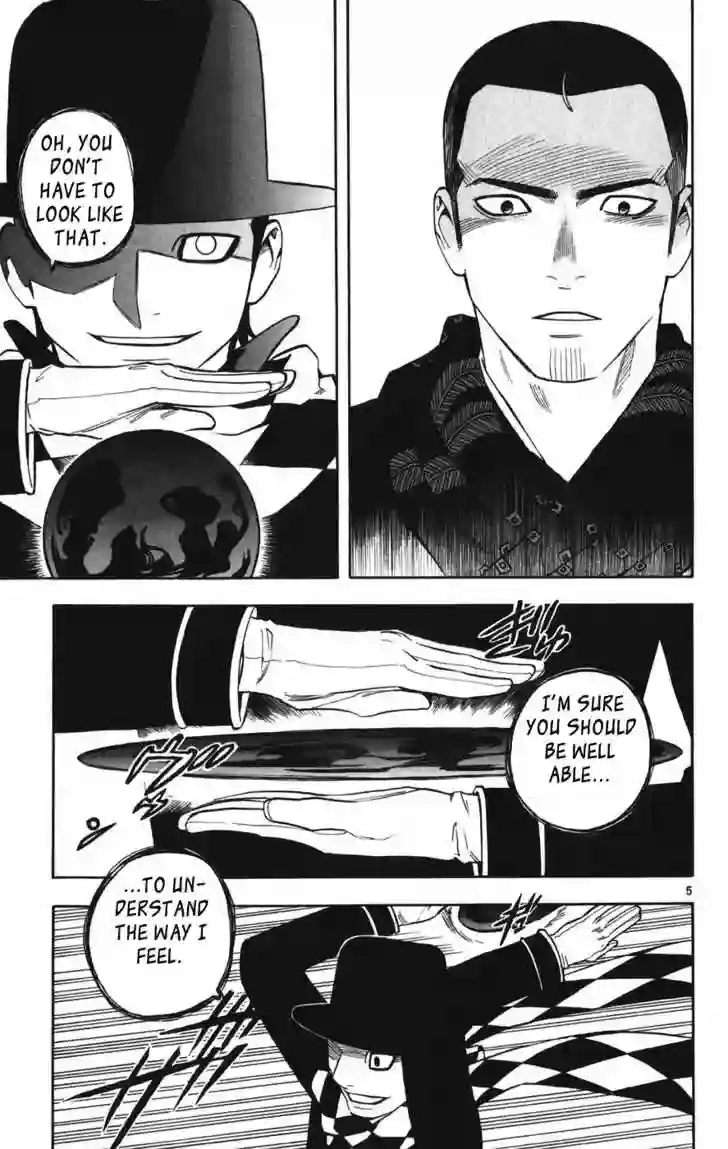 OH, YOU
DON'T
HAVE TO
LOOK LIKE
THAT.
I'M SURE
YOU SHOULD
BE WELL
ABLE...
5
...TO UN-
DERSTAND
THE WAY I
FEEL.